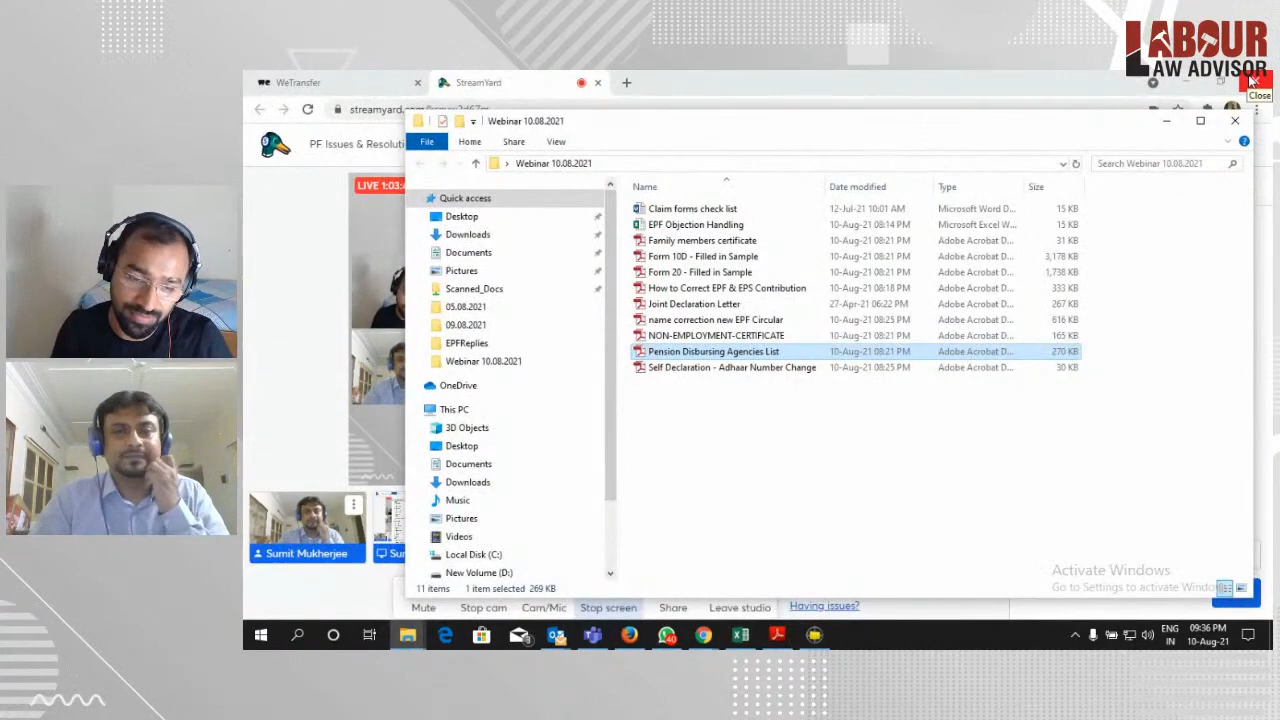 LABOUR
LAW ADVISOR
WeTransfer
StreamYard
Close
PF Issues & Resoluti
LIVE 1:03:4
Webinar 10.08.2021
File Home Share View
Webinar 10.08.2021
Search Webinar 10.08.2021
Name Date modified Type Size
Claim forms check list 12-Jul-21 10:01 AM Microsoft Word D... 15 KB
EPF Objection Handling 10-Aug-21 08:14 PM Microsoft Excel W... 15 KB
Family members certificate 10-Aug-21 08:21 PM Adobe Acrobat D... 31 KB
Form 10D - Filled in Sample 10-Aug-21 08:21 PM Adobe Acrobat D... 3,178 KB
Form 20 - Filled in Sample 10-Aug-21 08:21 PM Adobe Acrobat D... 1,738 KB
How to Correct EPF & EPS Contribution 10-Aug-21 08:18 PM Adobe Acrobat D... 333 KB
Joint Declaration Letter 27-Apr-21 06:22 PM Adobe Acrobat D... 267 KB
name correction new EPF Circular 10-Aug-21 08:25 PM Adobe Acrobat D... 616 KB
NON-EMPLOYMENT-CERTIFICATE 10-Aug-21 08:21 PM Adobe Acrobat D... 165 KB
Pension Disbursing Agencies List 10-Aug-21 08:21 PM Adobe Acrobat D... 270 KB
Self Declaration - Adhaar Number Change 10-Aug-21 08:25 PM Adobe Acrobat D... 30 KB
Quick access
Desktop
Downloads
Documents
Pictures
Scanned_Docs
05.08.2021
09.08.2021
EPFReplies
Webinar 10.08.2021
OneDrive
This PC
3D Objects
Desktop
Documents
Downloads
Music
Pictures
Videos
Local Disk (C:)
New Volume (D:)
11 items 1 item selected 269 KB
Sumit Mukherjee
Activate Windows
Go to Settings to activate Windows
Mute Stop cam Cam/Mic Stop screen Share Leave studio Having issues?
ENG
IN
09:36 PM
10-Aug-21